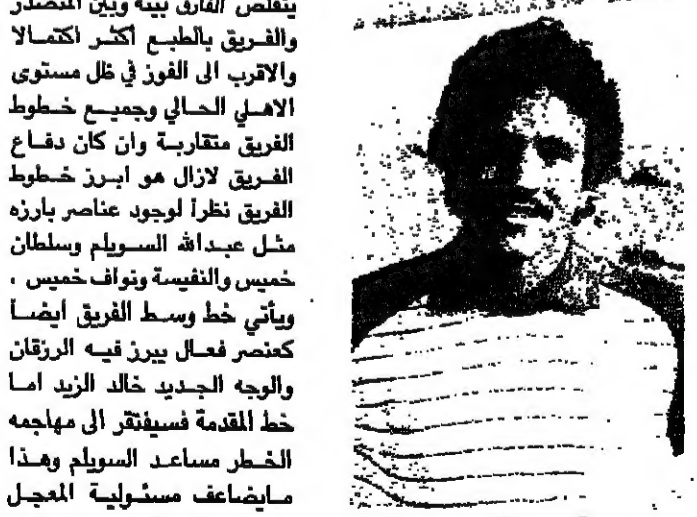 يتقلص الفارق بينه وبين المتصدر
والفريق بالطبع اكثر اكتمالا
والاقرب الى الفوز في ظل مستوى
الاهلي الحالي وجميع خطوط
الفريق متقاربة وان كان دفاع
الفريق لازال هو ابرز خطوط
الفريق نظرا لوجود عناصر بارزه
مثل عبدالله السويلم وسلطان
خميس والنفيسة ونواف خميس ،
ويأتي خط وسط الفريق ايضا
كعنصر فعال يبرز فيه الرزقان
والوجه الجديد خالد الزيد اما
خط المقدمة فسيفتقر الى مهاجمه
الخطر مساعد السويلم وهذا
مايضاعف مسئولية المعجل